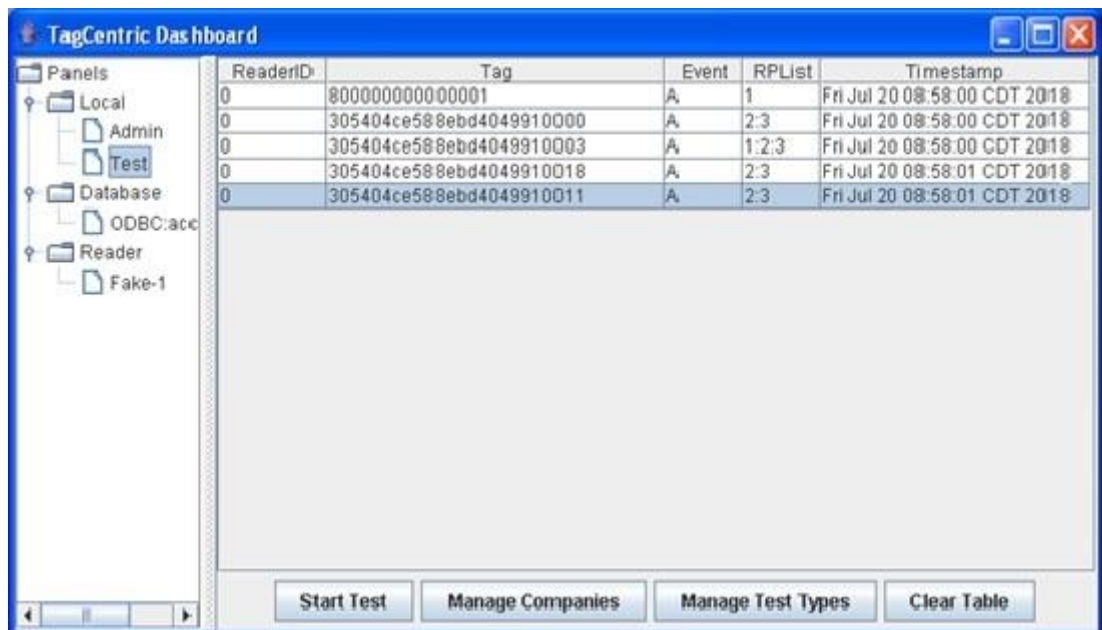 TagCentric Dashboard
Panels
Local
Admin
Test
Database
ODBC:acc
Reader
Fake-1
ReaderID Tag Event RPList Timestamp
0 800000000000001 A 1 Fri Jul 20 08:58:00 CDT 2018
0 305404ce588ebd4049910000 A 2:3 Fri Jul 20 08:58:00 CDT 2018
0 305404ce588ebd4049910003 A 1:2:3 Fri Jul 20 08:58:00 CDT 2018
0 305404ce588ebd4049910018 A 2:3 Fri Jul 20 08:58:01 CDT 2018
0 305404ce588ebd4049910011 A 2:3 Fri Jul 20 08:58:01 CDT 2018
Start Test Manage Companies Manage Test Types Clear Table